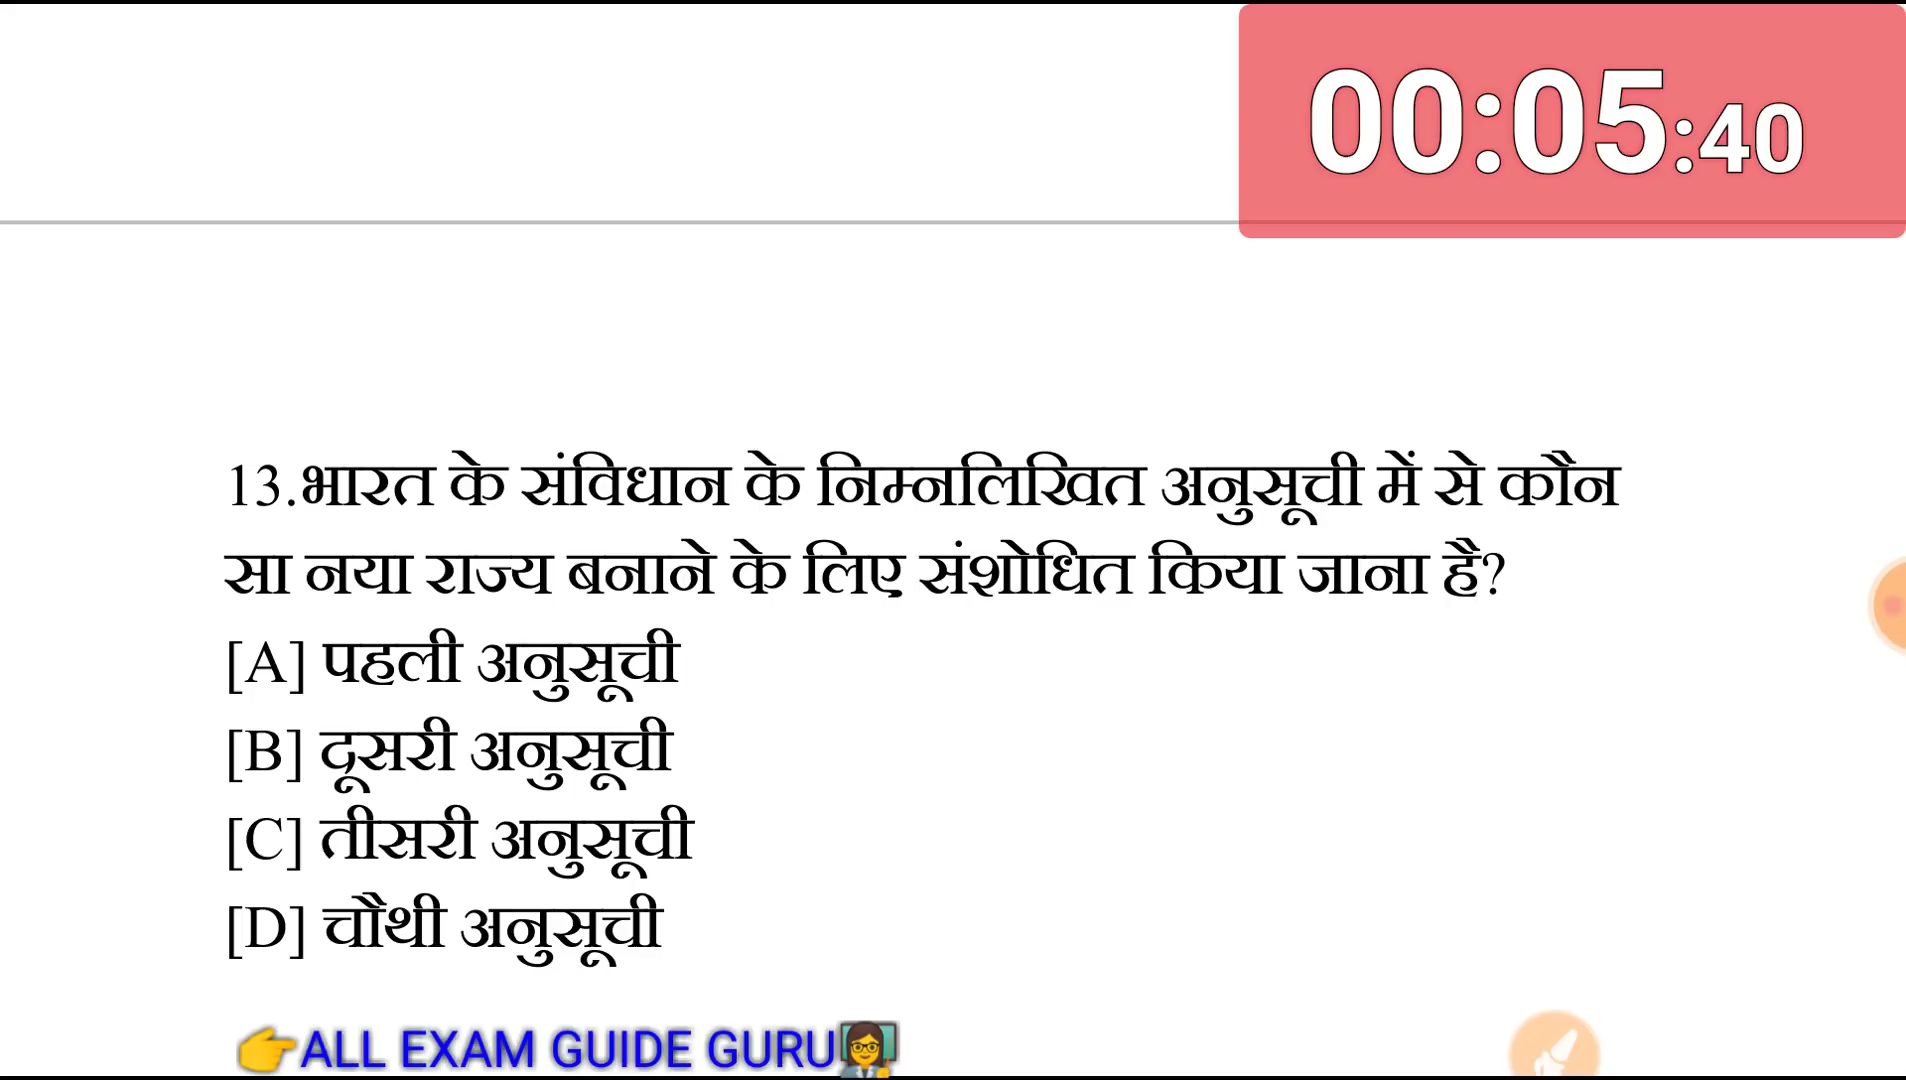 00:05:40
13.भारत के संविधान के निम्नलिखित अनुसूची में से कौन
सा नया राज्य बनाने के लिए संशोधित किया जाना है?
[A] पहली अनुसूची
[B] दूसरी अनुसूची
[C] तीसरी अनुसूची
[D] चौथी अनुसूची
👉ALL EXAM GUIDE GURU👩‍🏫